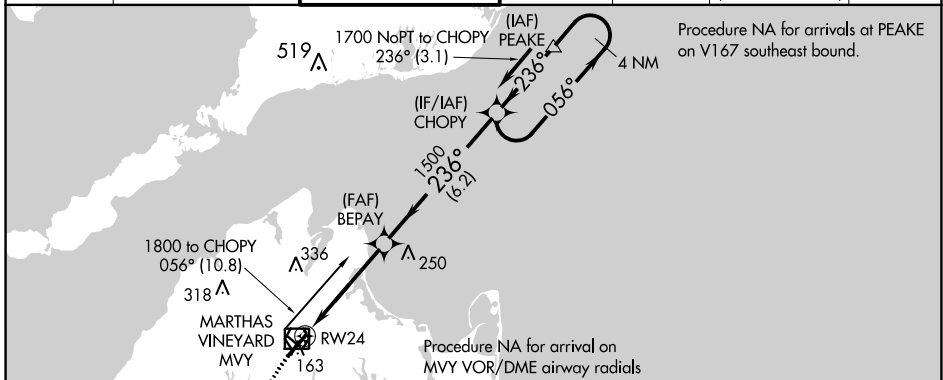 (IAF)
PEAKE
1700 NoPT to CHOPY
236° (3.1)
519
236°
4 NM
056°
Procedure NA for arrivals at PEAKE
on V167 southeast bound.
(IF/IAF)
CHOPY
1500
236°
(6.2)
(FAF)
BEPAY
1800 to CHOPY
056° (10.8)
336
250
318
MARTHAS
VINEYARD
MVY
RW24
163
Procedure NA for arrival on
MVY VOR/DME airway radials